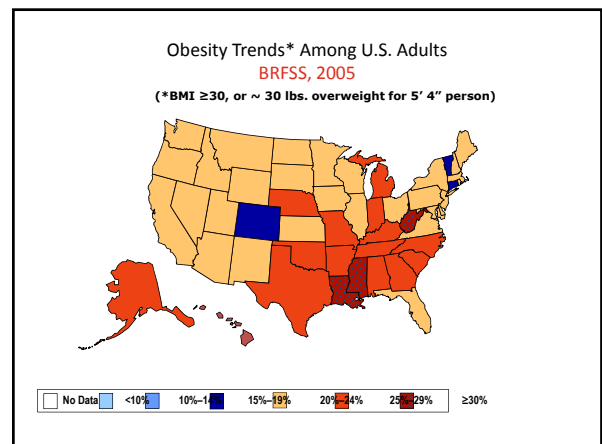 Obesity Trends* Among U.S. Adults
BRFSS, 2005
(*BMI ≥30, or ~ 30 lbs. overweight for 5’ 4” person)
No Data <10% 10%–14% 15%–19% 20%–24% 25%–29% ≥30%